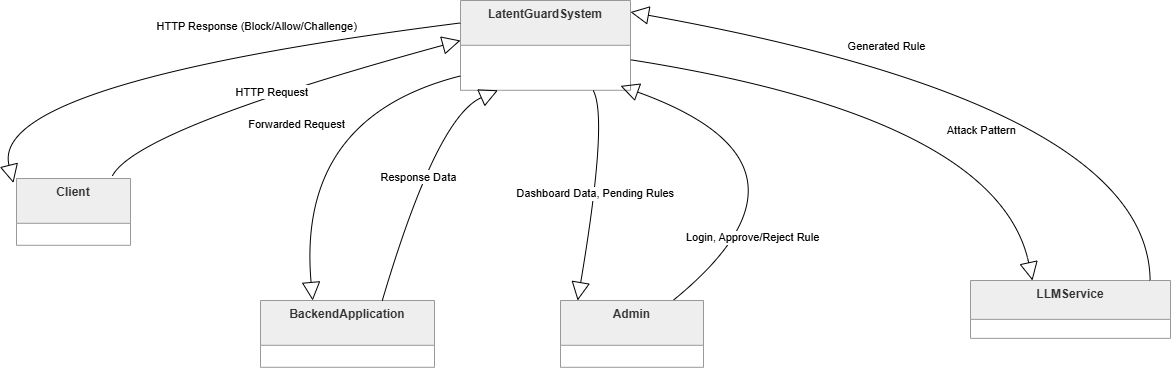 LatentGuardSystem
HTTP Response (Block/Allow/Challenge)
Generated Rule
HTTP Request
Forwarded Request
Attack Pattern
Response Data
Client
Dashboard Data, Pending Rules
Login, Approve/Reject Rule
LLMService
BackendApplication
Admin